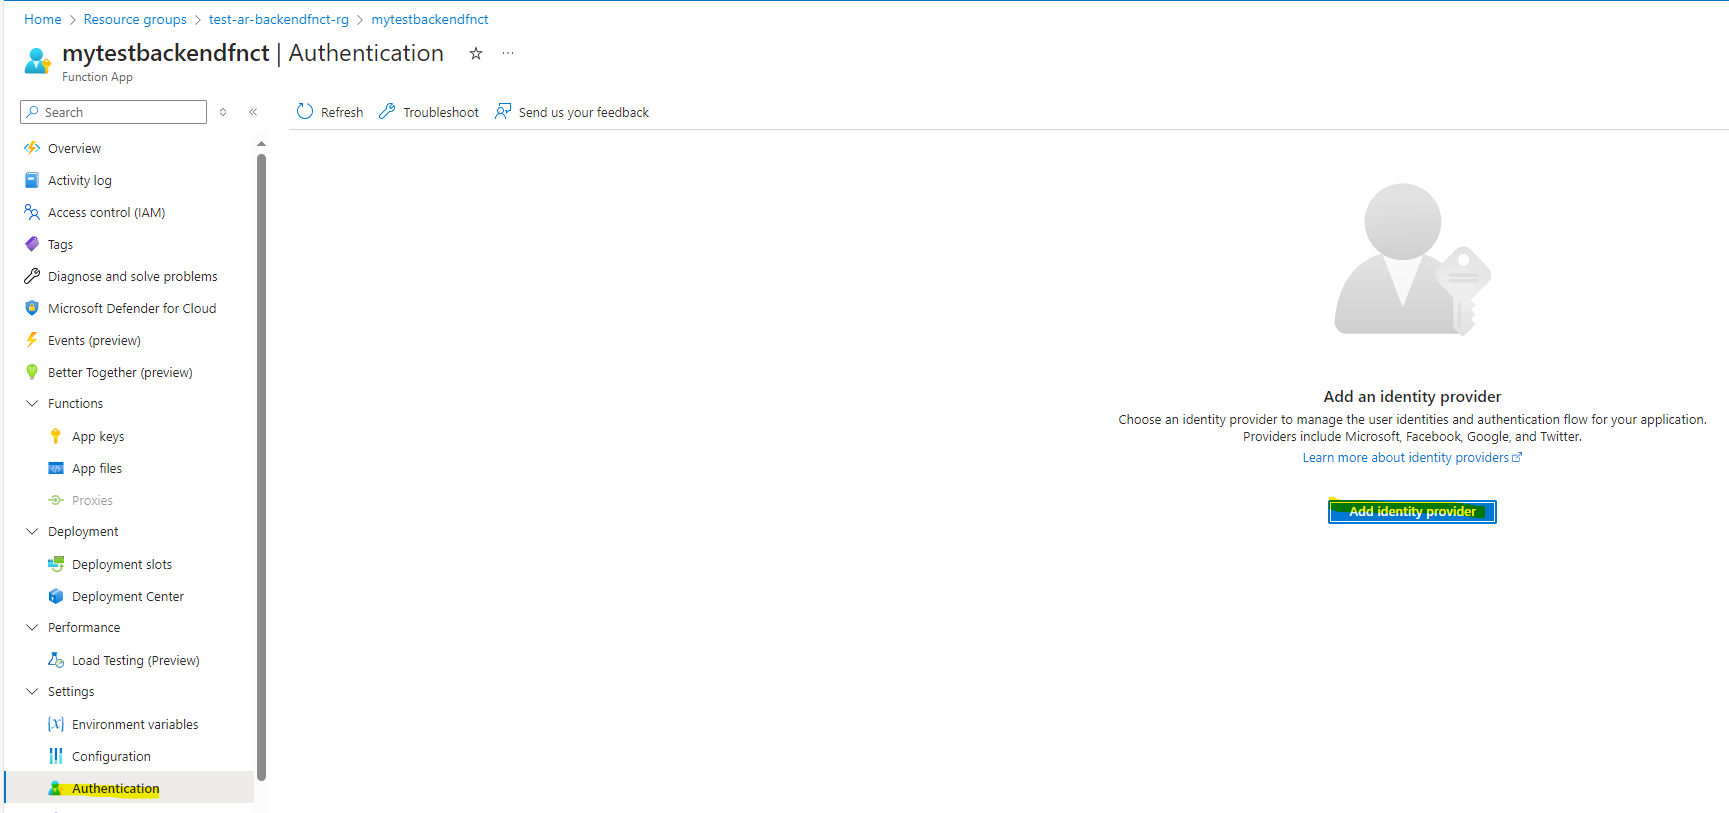 Home > Resource groups > test-ar-backendfnct-rg > mytestbackendfnct
mytestbackendfnct | Authentication ☆ ...
Function App
Search
Refresh Troubleshoot Send us your feedback
Overview
Activity log
Access control (IAM)
Tags
Diagnose and solve problems
Microsoft Defender for Cloud
Events (preview)
Better Together (preview)
Functions
App keys
App files
Proxies
Deployment
Deployment slots
Deployment Center
Performance
Load Testing (Preview)
Settings
Environment variables
Configuration
Authentication
Add an identity provider
Choose an identity provider to manage the user identities and authentication flow for your application.
Providers include Microsoft, Facebook, Google, and Twitter.
Learn more about identity providers
Add identity provider